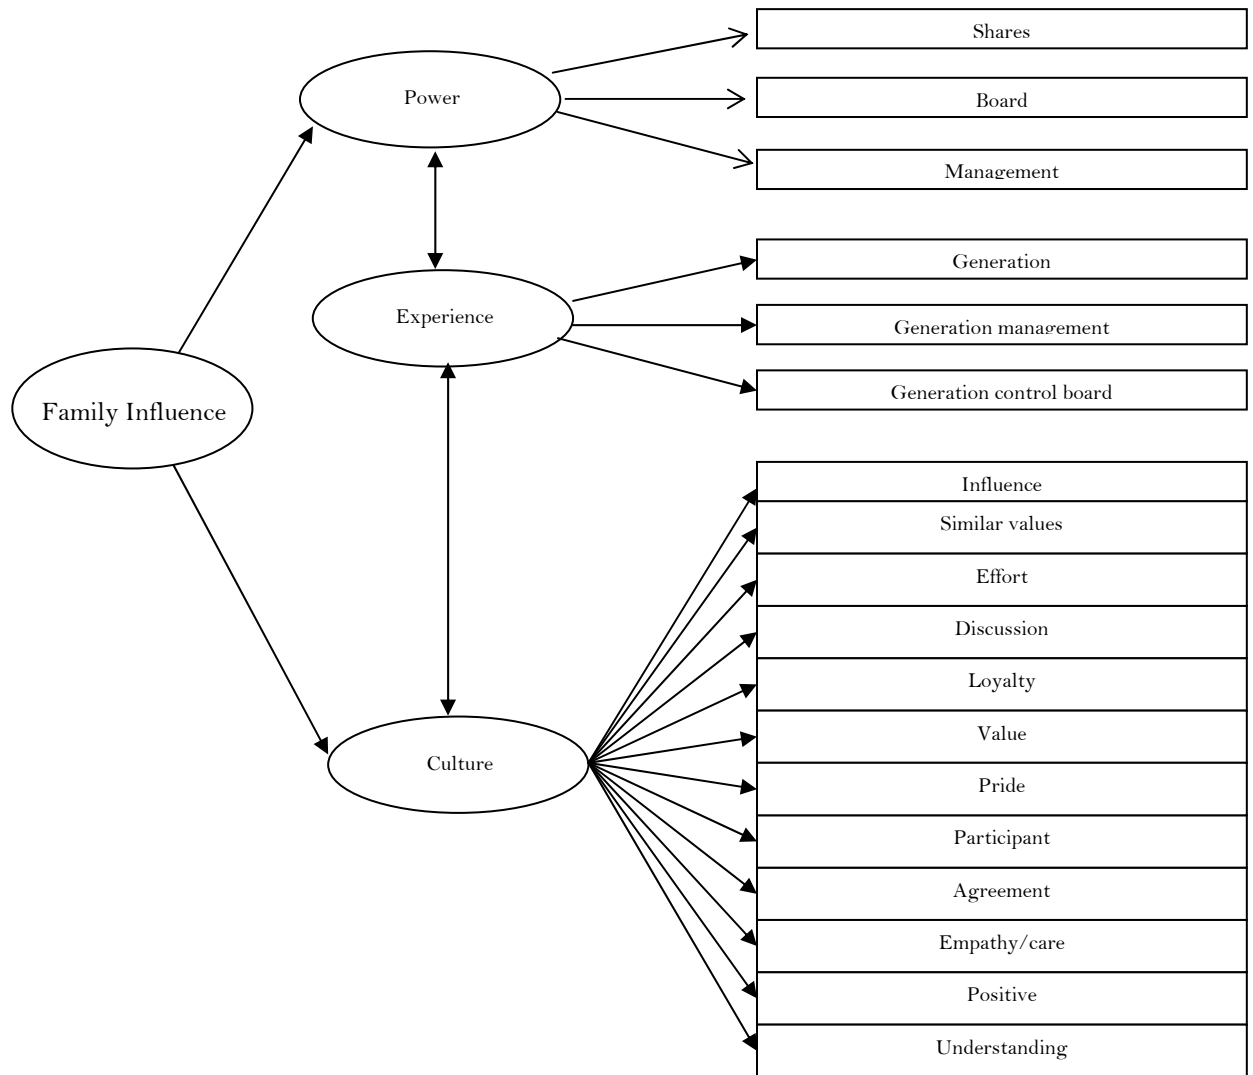 Shares
Power
Board
Management
Generation
Experience
Generation management
Generation control board
Family Influence
Influence
Similar values
Effort
Discussion
Loyalty
Value
Culture
Pride
Participant
Agreement
Empathy/care
Positive
Understanding